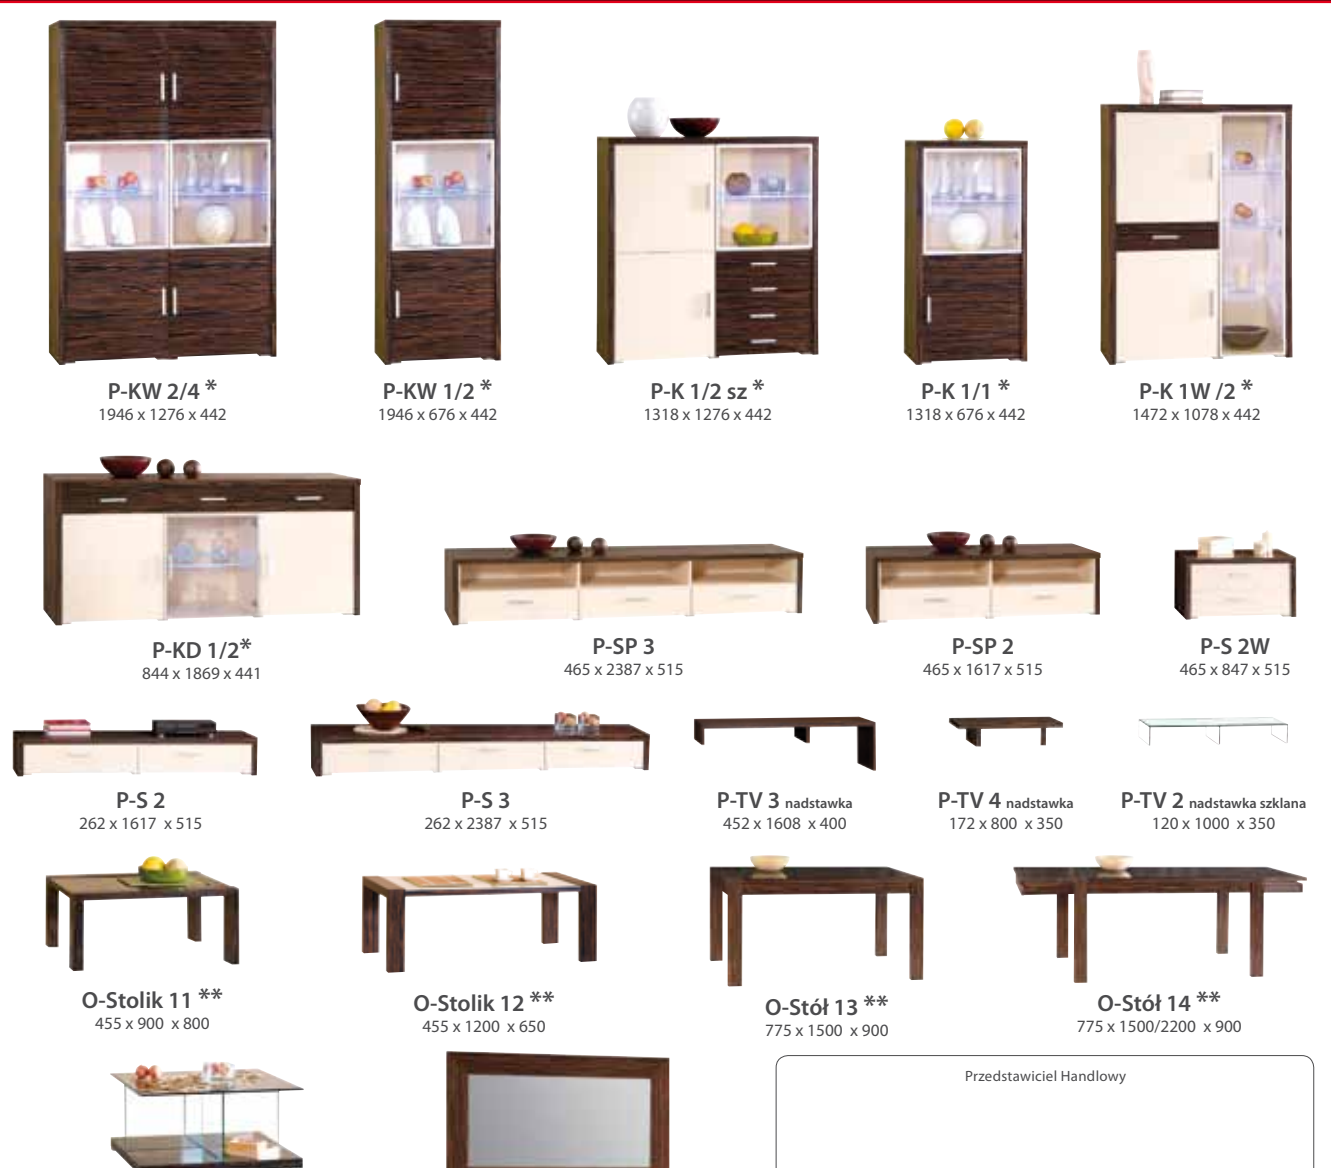 P-KW 2/4 *
1946 x 1276 x 442
P-KW 1/2 *
1946 x 676 x 442
P-K 1/2 sz *
1318 x 1276 x 442
P-K 1/1 *
1318 x 676 x 442
P-K 1W /2 *
1472 x 1078 x 442
P-KD 1/2*
844 x 1869 x 441
P-SP 3
465 x 2387 x 515
P-SP 2
465 x 1617 x 515
P-S 2W
465 x 847 x 515
P-S 2
262 x 1617 x 515
P-S 3
262 x 2387 x 515
P-TV 3 nadstawka
452 x 1608 x 400
P-TV 4 nadstawka
172 x 800 x 350
P-TV 2 nadstawka szklana
120 x 1000 x 350
O-Stolik 11 **
455 x 900 x 800
O-Stolik 12 **
455 x 1200 x 650
O-Stół 13 **
775 x 1500 x 900
O-Stół 14 **
775 x 1500/2200 x 900
Przedstawiciel Handlowy